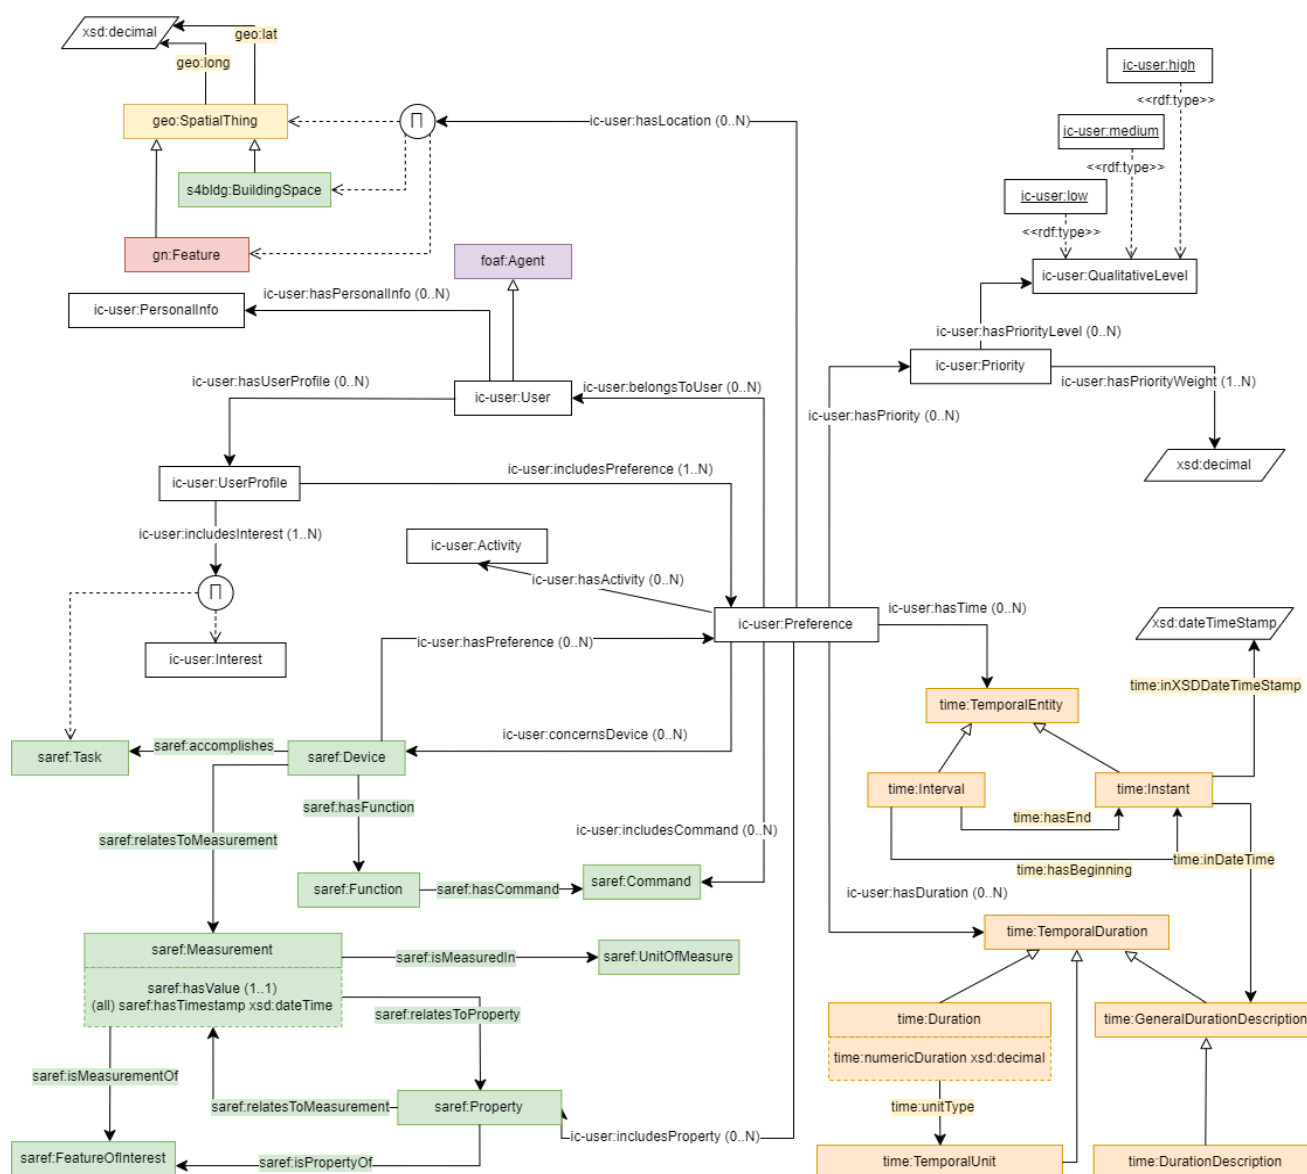 xsd:decimal
geo:lat
geo:long
ic-user:high
<<rdf:type>>
geo:SpatialThing
∏
ic-user:hasLocation (0..N)
ic-user:medium
<<rdf:type>>
s4bldg:BuildingSpace
ic-user:low
<<rdf:type>>
gn:Feature
foaf:Agent
ic-user:QualitativeLevel
ic-user:hasPersonalInfo (0..N)
ic-user:PersonalInfo
ic-user:hasPriorityLevel (0..N)
ic-user:hasUserProfile (0..N)
ic-user:Priority
ic-user:belongsToUser (0..N)
ic-user:hasPriorityWeight (1..N)
ic-user:User
ic-user:hasPriority (0..N)
ic-user:includesPreference (1..N)
xsd:decimal
ic-user:UserProfile
ic-user:includesInterest (1..N)
ic-user:Activity
ic-user:hasActivity (0..N)
∏
ic-user:hasTime (0..N)
ic-user:Preference
xsd:dateTimeStamp
ic-user:hasPreference (0..N)
ic-user:Interest
time:inXSDDateTimeStamp
time:TemporalEntity
ic-user:concernsDevice (0..N)
saref:accomplishes
saref:Task
saref:Device
time:Interval
time:Instant
saref:hasFunction
time:hasEnd
ic-user:includesCommand (0..N)
saref:relatesToMeasurement
time:inDateTime
time:hasBeginning
saref:Function
saref:hasCommand
saref:Command
ic-user:hasDuration (0..N)
time:TemporalDuration
saref:Measurement
saref:isMeasuredIn
saref:UnitOfMeasure
saref:hasValue (1..1)
(all) saref:hasTimestamp xsd:dateTime
saref:relatesToProperty
time:Duration
time:GeneralDurationDescription
time:numericDuration xsd:decimal
saref:isMeasurementOf
saref:relatesToMeasurement
saref:Property
time:unitType
ic-user:includesProperty (0..N)
saref:FeatureOfInterest
saref:isPropertyOf
time:TemporalUnit
time:DurationDescription